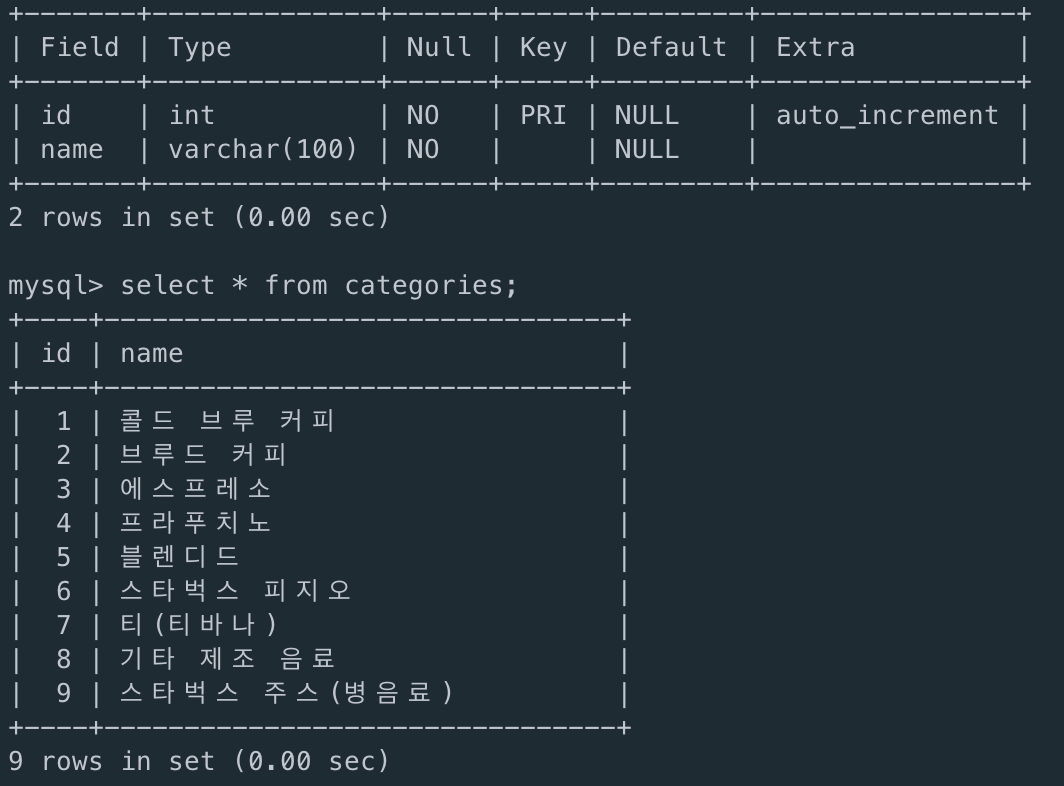 +-------+--------------+------+-----+---------+----------------+
| Field | Type         | Null | Key | Default | Extra          |
+-------+--------------+------+-----+---------+----------------+
| id    | int          | NO   | PRI | NULL    | auto_increment |
| name  | varchar(100) | NO   |     | NULL    |                |
+-------+--------------+------+-----+---------+----------------+
2 rows in set (0.00 sec)
mysql> select * from categories;
+----+--------------------------------+
| id | name                           |
+----+--------------------------------+
|  1 | 콜드 브루 커피                 |
|  2 | 브루드 커피                    |
|  3 | 에스프레소                     |
|  4 | 프라푸치노                     |
|  5 | 블렌디드                       |
|  6 | 스타벅스 피지오                |
|  7 | 티(티바나)                     |
|  8 | 기타 제조 음료                 |
|  9 | 스타벅스 주스(병음료)          |
+----+--------------------------------+
9 rows in set (0.00 sec)